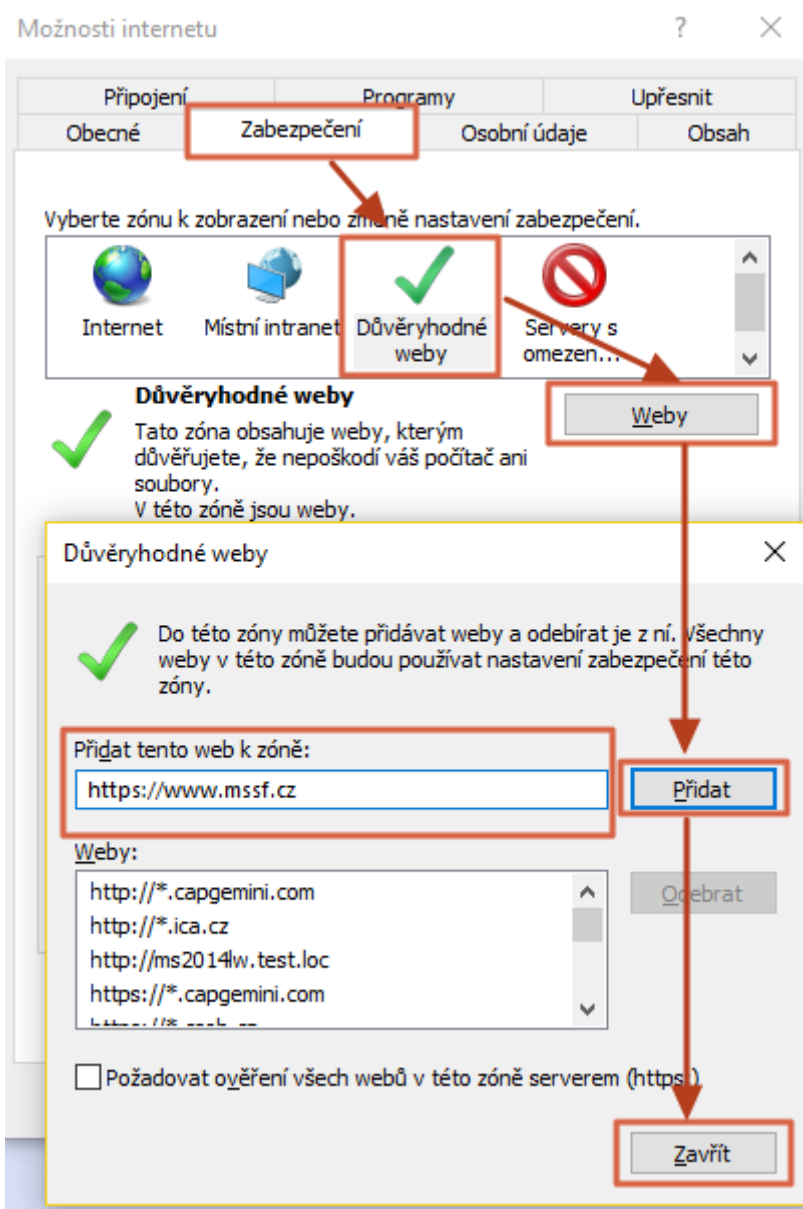 Možnosti internetu
Připojení Programy Upřesnit
Obecné Zabezpečení Osobní údaje Obsah
Vyberte zónu k zobrazení nebo změně nastavení zabezpečení.
Internet Místní intranet Důvěryhodné weby Servery s omezen...
Důvěryhodné weby
Weby
Tato zóna obsahuje weby, kterým
důvěřujete, že nepoškodí váš počítač ani
soubory.
V této zóně jsou weby.
Důvěryhodné weby
Do této zóny můžete přidávat weby a odebírat je z ní. Všechny
weby v této zóně budou používat nastavení zabezpečení této
zóny.
Přidat tento web k zóně:
https://www.mssf.cz Přidat
Weby:
http://*.capgemini.com
Odebrat
http://*.ica.cz
http://ms2014lw.test.loc
https://*.capgemini.com
Požadovat ověření všech webů v této zóně serverem (https:)
Zavřít